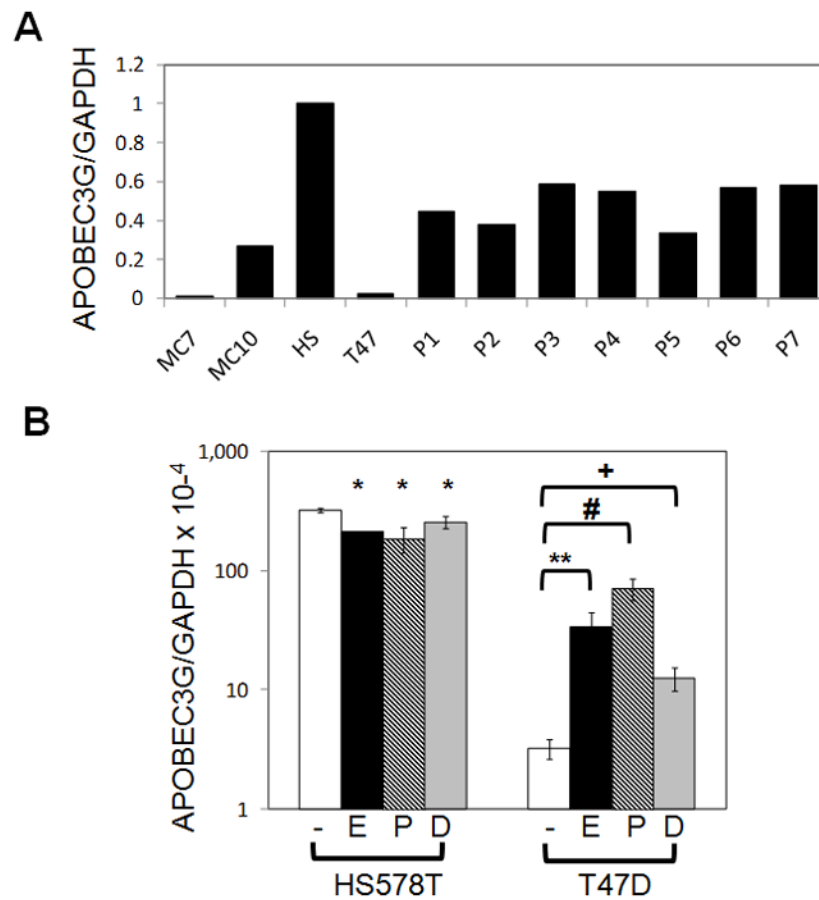 A
APOBEC3G/GAPDH
1.2
1
0.8
0.6
0.4
0.2
0
MC7 MC10 HS T47 P1 P2 P3 P4 P5 P6 P7
B
APOBEC3G/GAPDH x 10-4
1,000
100
10
1
* * *
+
#
**
- E P D - E P D
HS578T T47D